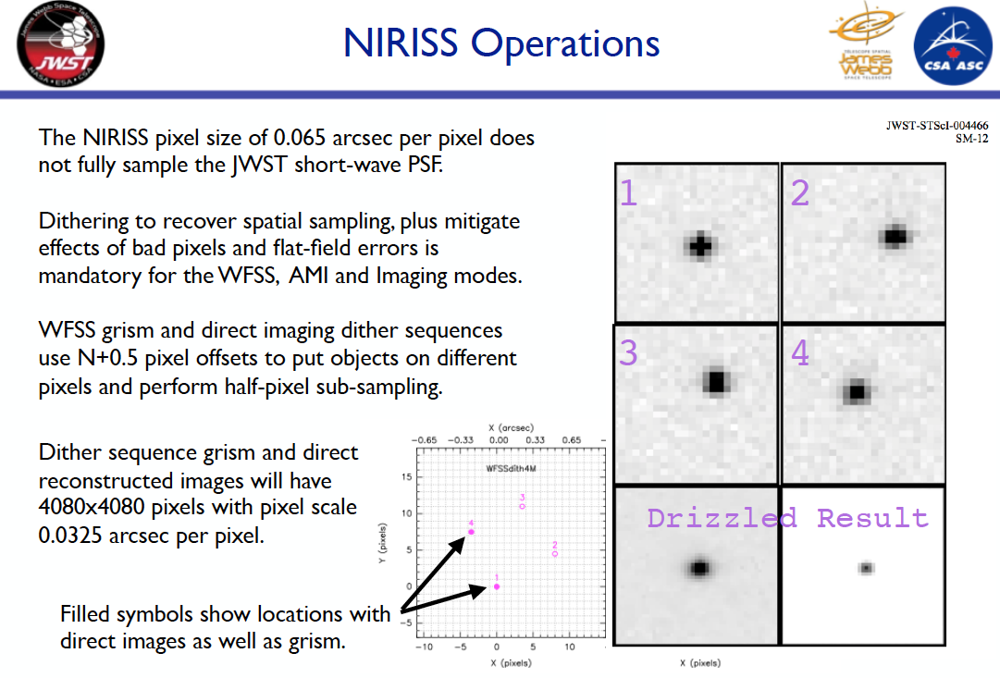 James Webb Space Telescope
JWST
NASA • ESA • CSA
NIRISS Operations
TELESCOPE SPATIAL
James
Webb
SPACE TELESCOPE
CSA ASC
JWST-STScI-004466
SM-12
The NIRISS pixel size of 0.065 arcsec per pixel does
not fully sample the JWST short-wave PSF.
Dithering to recover spatial sampling, plus mitigate
effects of bad pixels and flat-field errors is
mandatory for the WFSS, AMI and Imaging modes.
WFSS grism and direct imaging dither sequences
use N+0.5 pixel offsets to put objects on different
pixels and perform half-pixel sub-sampling.
Dither sequence grism and direct
reconstructed images will have
4080x4080 pixels with pixel scale
0.0325 arcsec per pixel.
Filled symbols show locations with
direct images as well as grism.
X (arcsec)
−0.65 −0.33 0.00 0.33 0.65 −
WFSSdith4M
15
10
5
0
−5
Y (pixels)
3
4
2
1
−10 −5 0 5 10
X (pixels)
1
2
3
4
Drizzled Result
X (pixels)